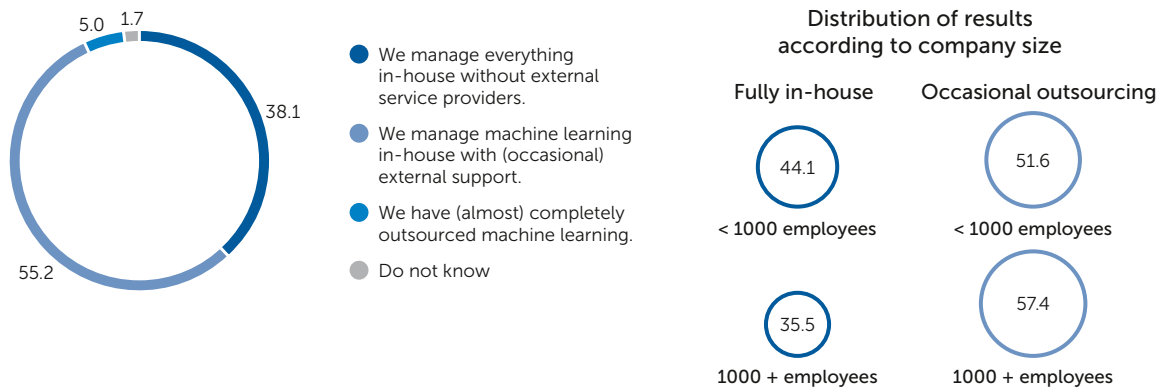 1.7
5.0
38.1
55.2
We manage everything
in-house without external
service providers.
We manage machine learning
in-house with (occasional)
external support.
We have (almost) completely
outsourced machine learning.
Do not know
Distribution of results
according to company size
Fully in-house
Occasional outsourcing
44.1
51.6
< 1000 employees
< 1000 employees
35.5
57.4
1000 + employees
1000 + employees